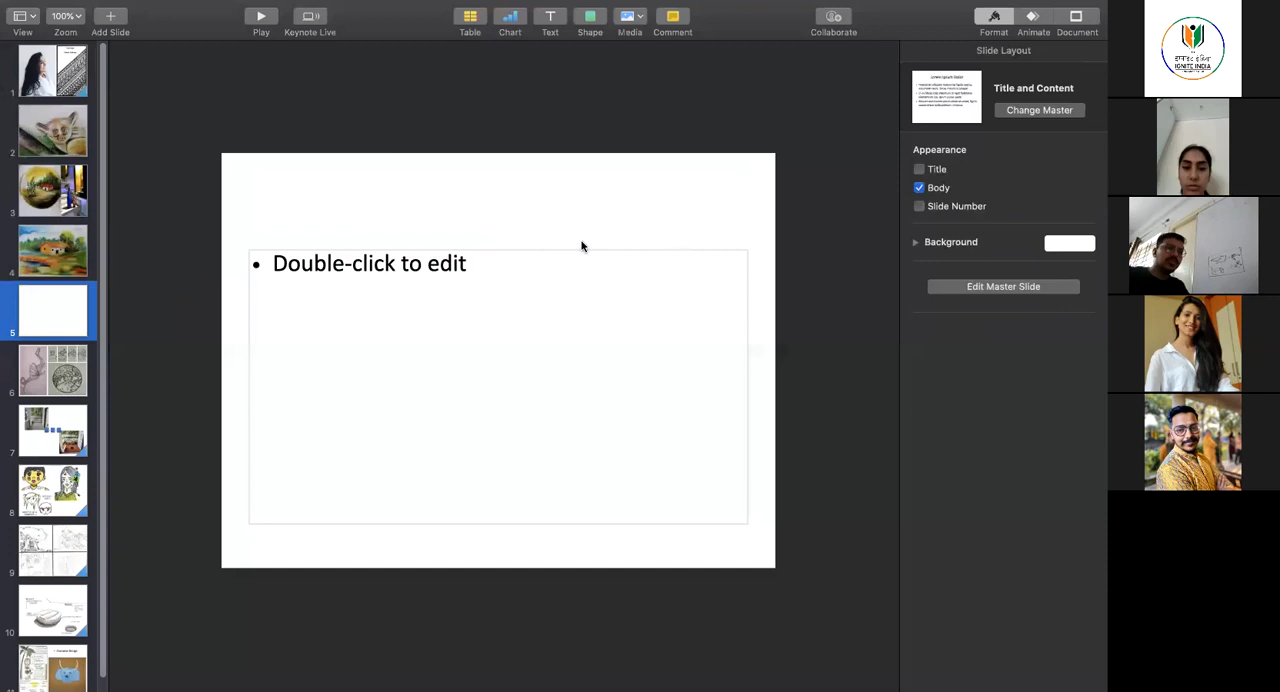 View
100%
Zoom
Add Slide
Play
Keynote Live
Table
Chart
Text
Shape
Media
Comment
Collaborate
Format
Animate
Document
Slide Layout
Title and Content
Change Master
Appearance
Title
Body
Slide Number
Background
Edit Master Slide
• Double-click to edit
1
2
3
4
5
6
7
8
9
10
IGNITE INDIA